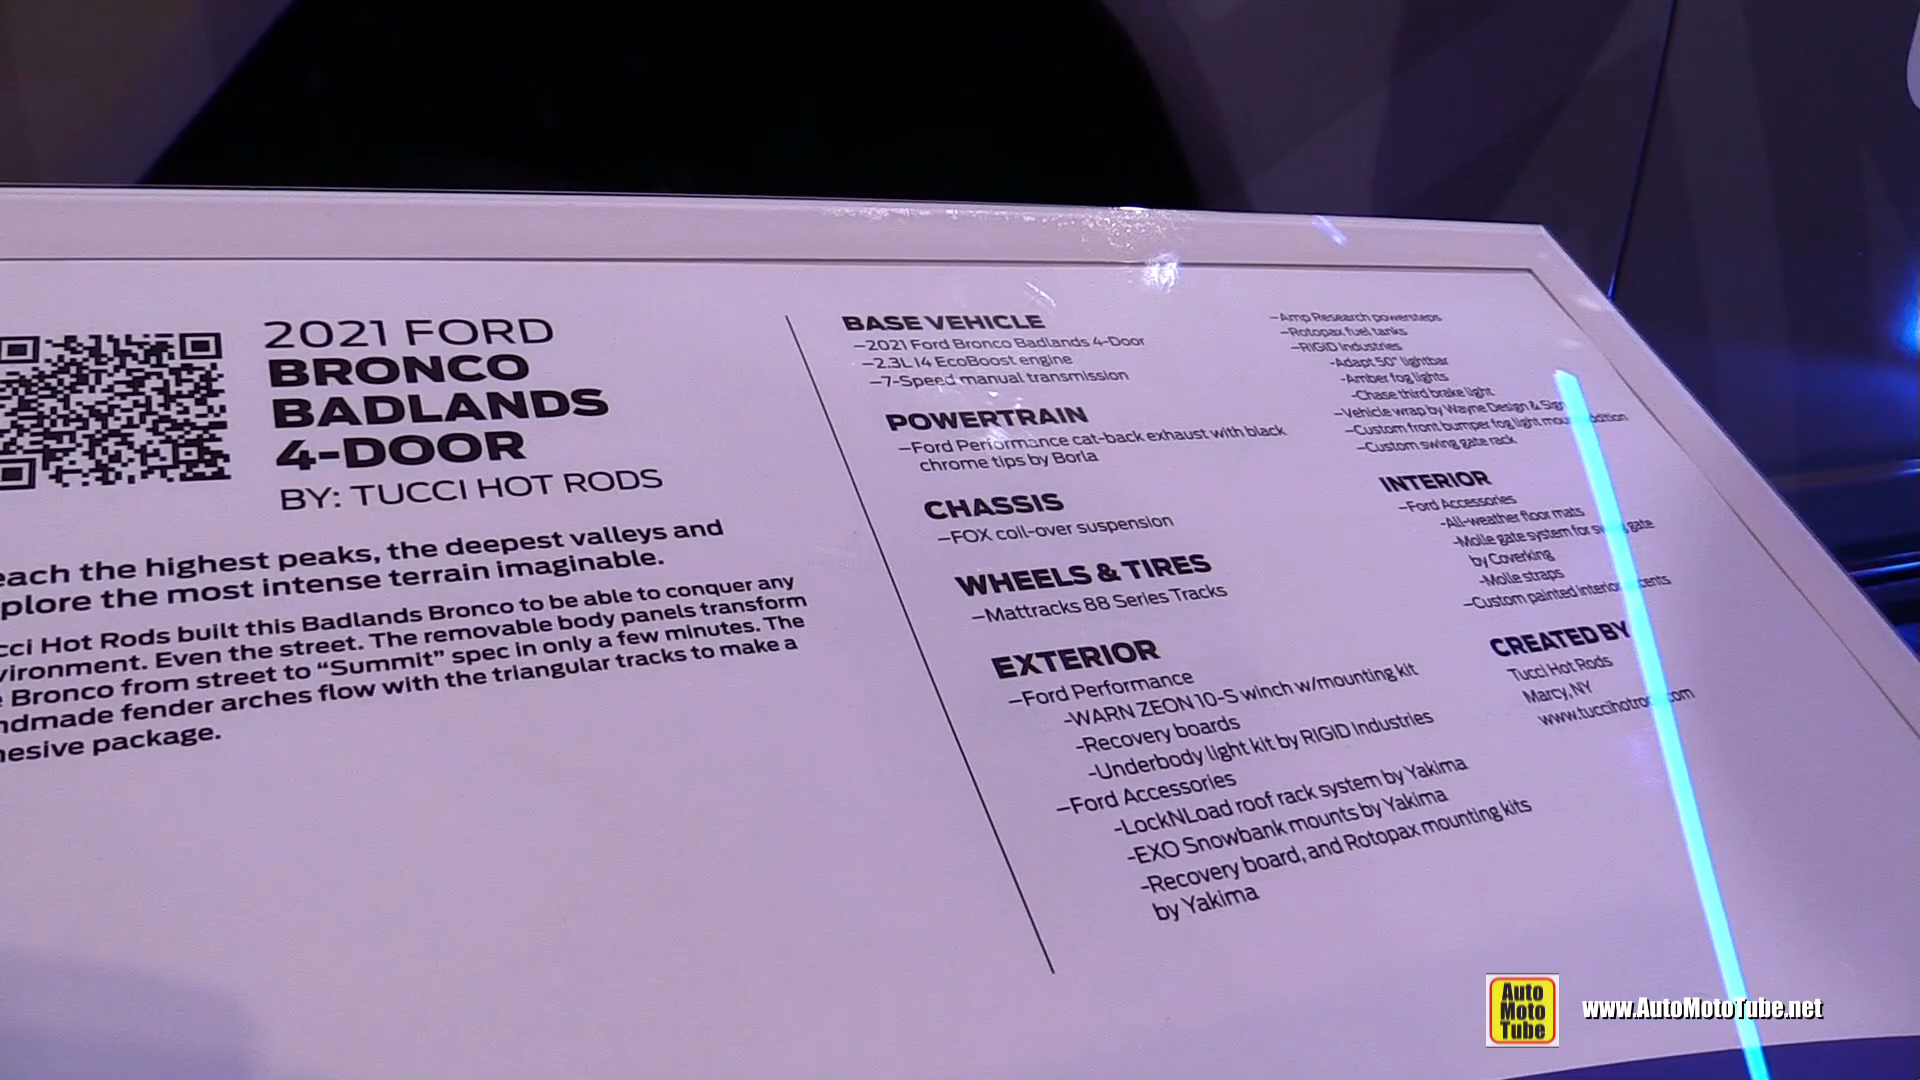 2021 FORD
BRONCO
BADLANDS
4-DOOR
BY: TUCCI HOT RODS
each the highest peaks, the deepest valleys and
plore the most intense terrain imaginable.
cci Hot Rods built this Badlands Bronco to be able to conquer any
vironment. Even the street. The removable body panels transform
e Bronco from street to “Summit” spec in only a few minutes. The
ndmade fender arches flow with the triangular tracks to make a
hesive package.
BASE VEHICLE
–2021 Ford Bronco Badlands 4-Door
–2.3L I4 EcoBoost engine
–7-Speed manual transmission
POWERTRAIN
–Ford Performance cat-back exhaust with black
chrome tips by Borla
CHASSIS
–FOX coil-over suspension
WHEELS & TIRES
–Mattracks 88 Series Tracks
EXTERIOR
–Ford Performance
-WARN ZEON 10-S winch w/mounting kit
-Recovery boards
-Underbody light kit by RIGID Industries
–Ford Accessories
-LockNLoad roof rack system by Yakima
-EXO Snowbank mounts by Yakima
-Recovery board, and Rotopax mounting kits
by Yakima
–Amp Research powersteps
–Rotopax fuel tanks
–RIGID Industries
-Adapt 50" lightbar
-Amber fog lights
-Chase third brake light
–Vehicle wrap by Wayne Design & Sign
–Custom front bumper fog light mou ddition
–Custom swing gate rack
INTERIOR
–Ford Accessories
-All-weather floor mats
-Molle gate system for sw g gate
by Coverking
-Molle straps
–Custom painted interior cents
CREATED BY
Tucci Hot Rods
Marcy, NY
www.tuccihotro .com
Auto
Moto
Tube
www.AutoMotoTube.net